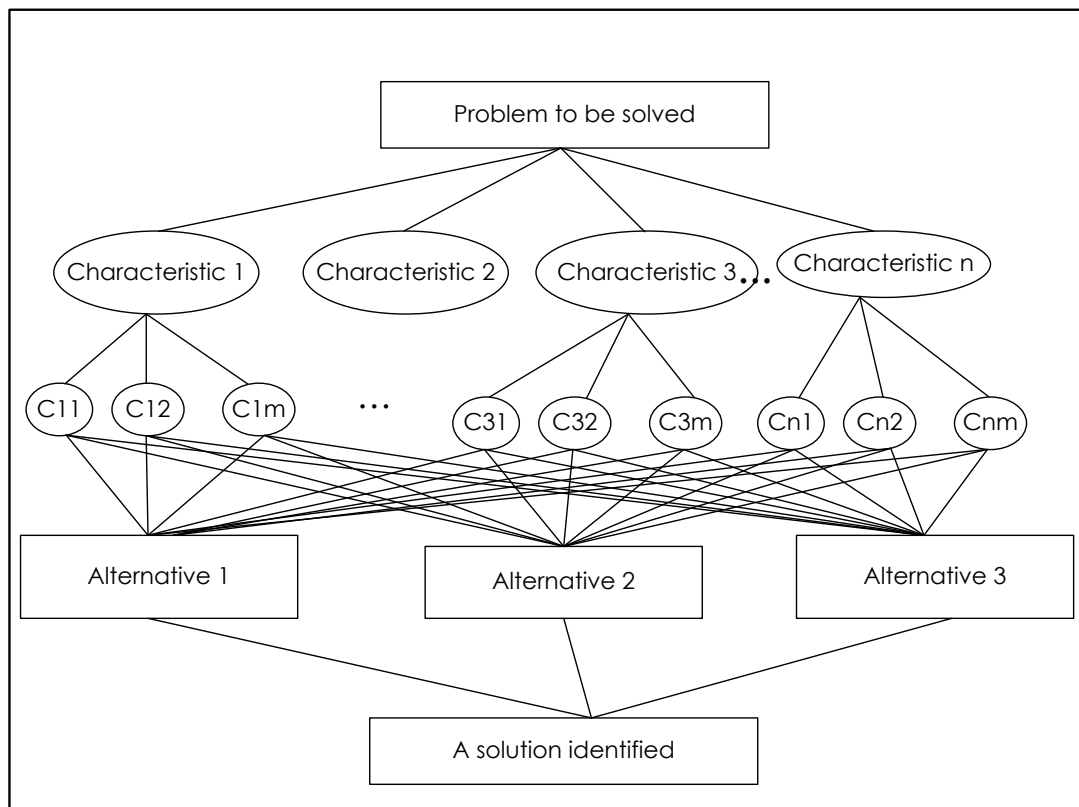 Problem to be solved
Characteristic 1
Characteristic 2
Characteristic 3
...
Characteristic n
C11
C12
C1m
...
C31
C32
C3m
Cn1
Cn2
Cnm
Alternative 1
Alternative 2
Alternative 3
A solution identified